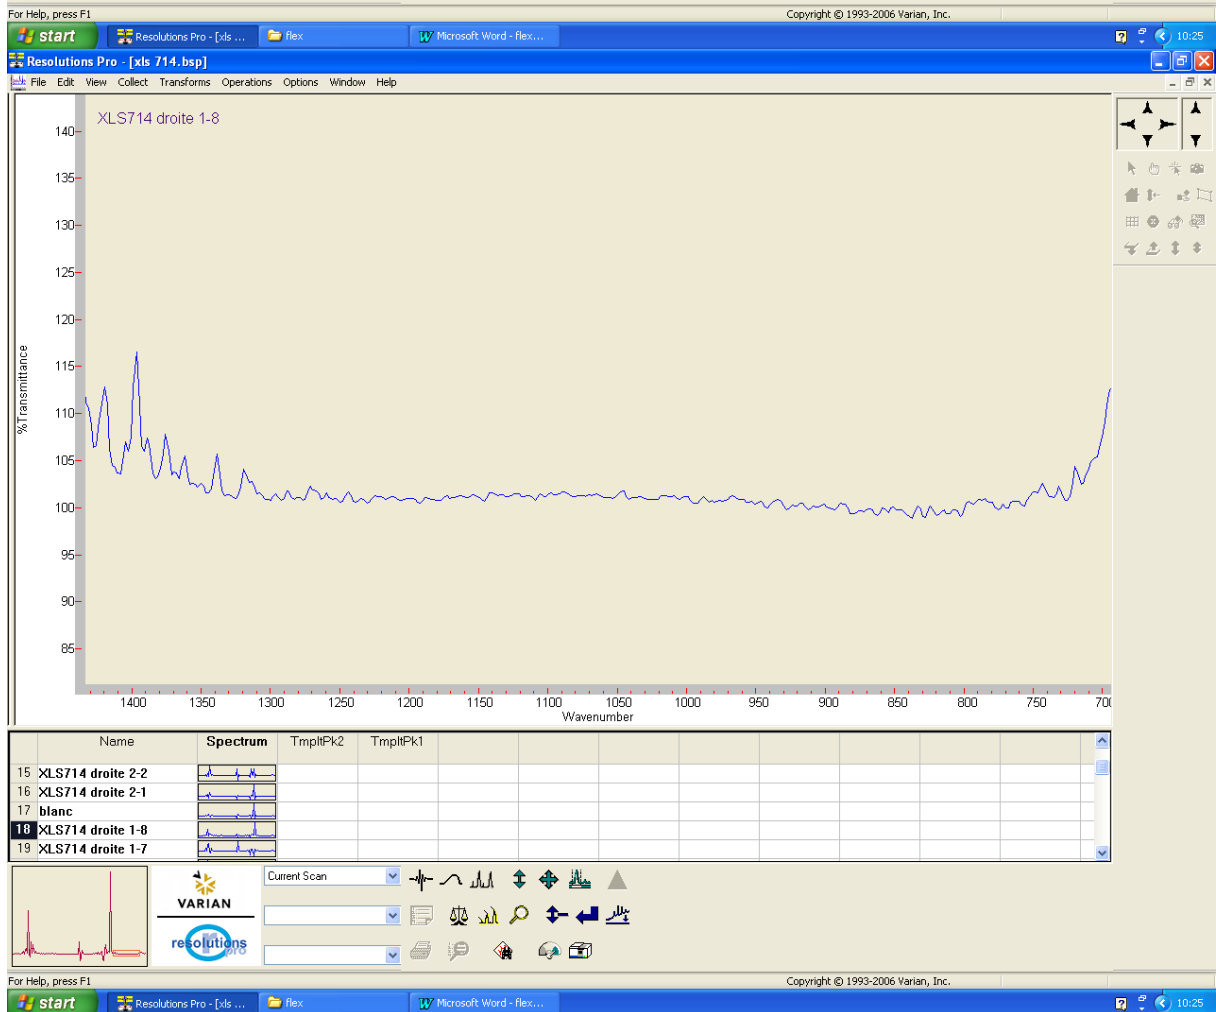 For Help, press F1 Copyright © 1993-2006 Varian, Inc.
start Resolutions Pro - [xls ... flex Microsoft Word - flex... 10:25
Resolutions Pro - [xls 714.bsp]
File Edit View Collect Transforms Operations Options Window Help
XLS714 droite 1-8
140
135
130
125
120
115
110
105
100
95
90
85
%Transmittance
1400 1350 1300 1250 1200 1150 1100 1050 1000 950 900 850 800 750 700
Wavenumber
Name Spectrum TmpltPk2 TmpltPk1
15 XLS714 droite 2-2
16 XLS714 droite 2-1
17 blanc
18 XLS714 droite 1-8
19 XLS714 droite 1-7
Current Scan
VARIAN
resolutions
pro
For Help, press F1 Copyright © 1993-2006 Varian, Inc.
start Resolutions Pro - [xls ... flex Microsoft Word - flex... 10:25